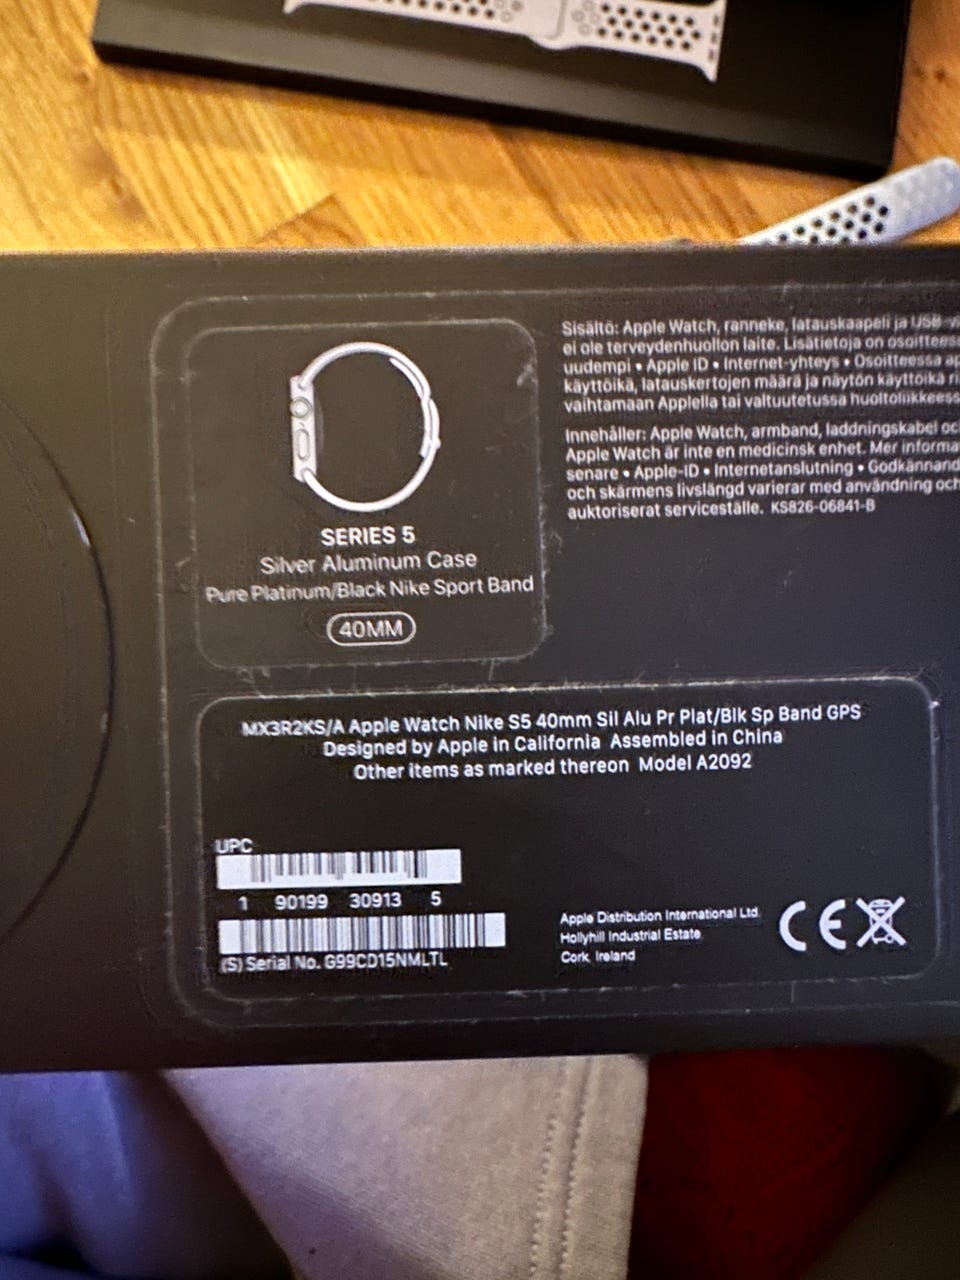 SERIES 5
Silver Aluminum Case
Pure Platinum/Black Nike Sport Band
40MM
Sisältö: Apple Watch, ranneke, latauskaapeli ja USB
ei ole terveydenhuollon laite. Lisätietoja on
uudempi • Apple ID • Internet-yhteys • Osoitteessa
käyttöikä, latauskertojen määrä ja näytön käyttöikä
vaihtamaan Applella tai valtuutetussa
Innehåller: Apple Watch, armband, laddningskabel
Apple Watch är inte en medicinsk enhet. Mer
senare • Apple-ID • Internetanslutning •
och skärmens livslängd varierar med användning och
auktoriserat serviceställe. KS826-06841-B
MX3R2KS/A Apple Watch Nike S5 40mm Sil Alu Pr Plat/Blk Sp Band GPS
Designed by Apple in California Assembled in China
Other items as marked thereon Model A2092
UPC
1 90199 30913 5
(S) Serial No. G99CD15NMLTL
Apple Distribution International Ltd.
Hollyhill Industrial Estate
Cork, Ireland
CE